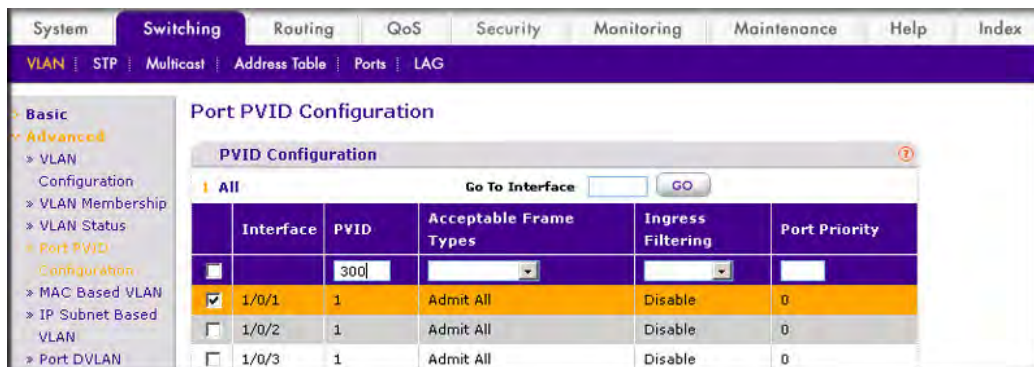 System Switching Routing QoS Security Monitoring Maintenance Help Index
VLAN STP Multicast Address Table Ports LAG
Basic
Advanced
» VLAN
Configuration
» VLAN Membership
» VLAN Status
» Port PVID
Configuration
» MAC Based VLAN
» IP Subnet Based
VLAN
» Port DVLAN
Port PVID Configuration
PVID Configuration
1 All Go To Interface GO
Interface PVID Acceptable Frame Types Ingress Filtering Port Priority
300
1/0/1 1 Admit All Disable 0
1/0/2 1 Admit All Disable 0
1/0/3 1 Admit All Disable 0